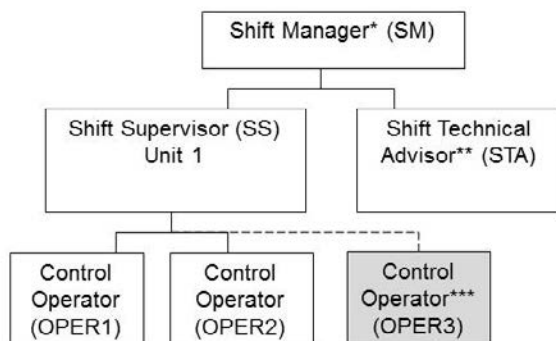 Shift Manager* (SM)
Shift Supervisor (SS)
Unit 1
Shift Technical
Advisor** (STA)
Control
Operator
(OPER1)
Control
Operator
(OPER2)
Control
Operator***
(OPER3)